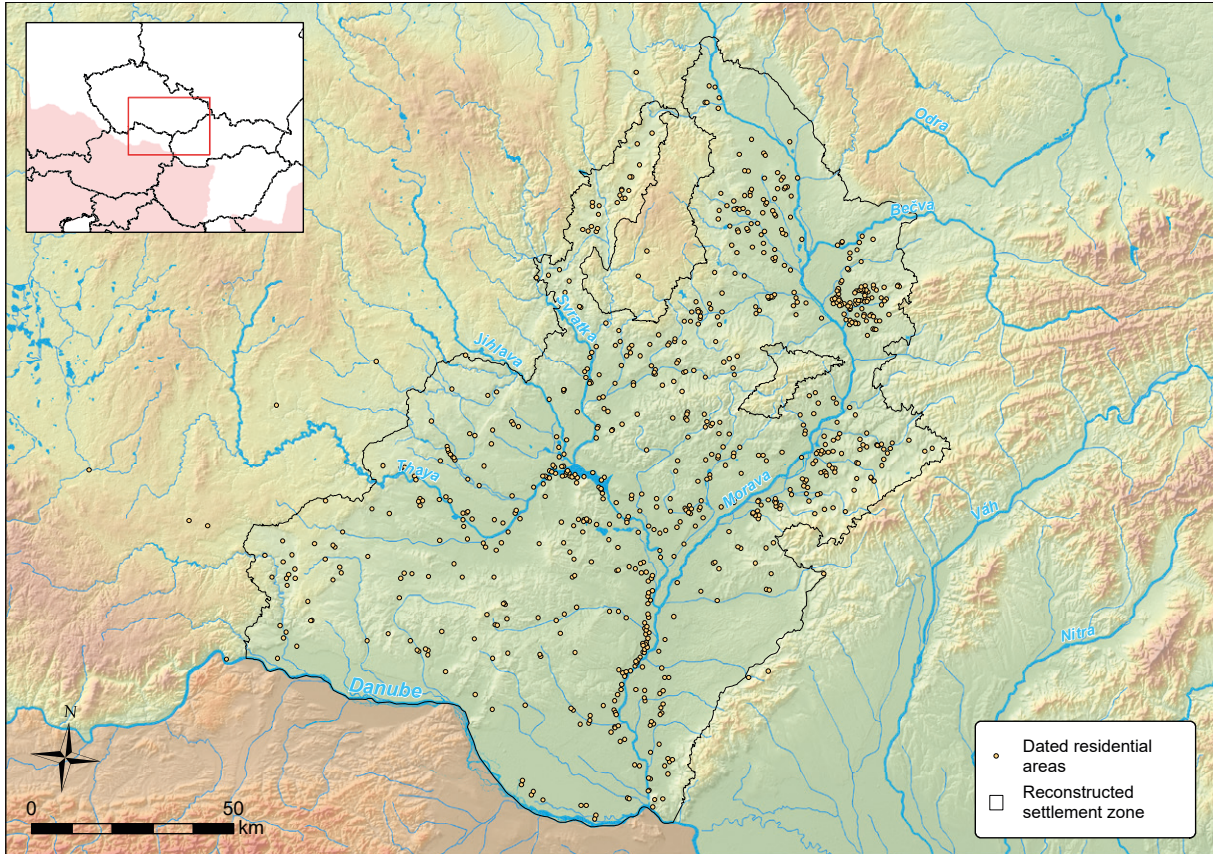 Odra
Bečva
Svratka
Jihlava
Thaya
Morava
Váh
Nitra
Danube
N
0 50
km
Dated residential
areas
Reconstructed
settlement zone